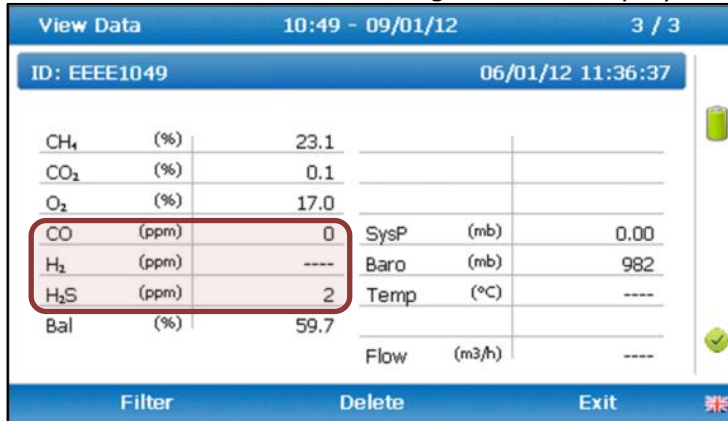 View Data 10:49 - 09/01/12 3 / 3
ID: EEEE1049 06/01/12 11:36:37
CH₄ (%) 23.1
CO₂ (%) 0.1
O₂ (%) 17.0
CO (ppm) 0 SysP (mb) 0.00
H₂ (ppm) ---- Baro (mb) 982
H₂S (ppm) 2 Temp (°C) ----
Bal (%) 59.7
Flow (m3/h) ----
Filter Delete Exit